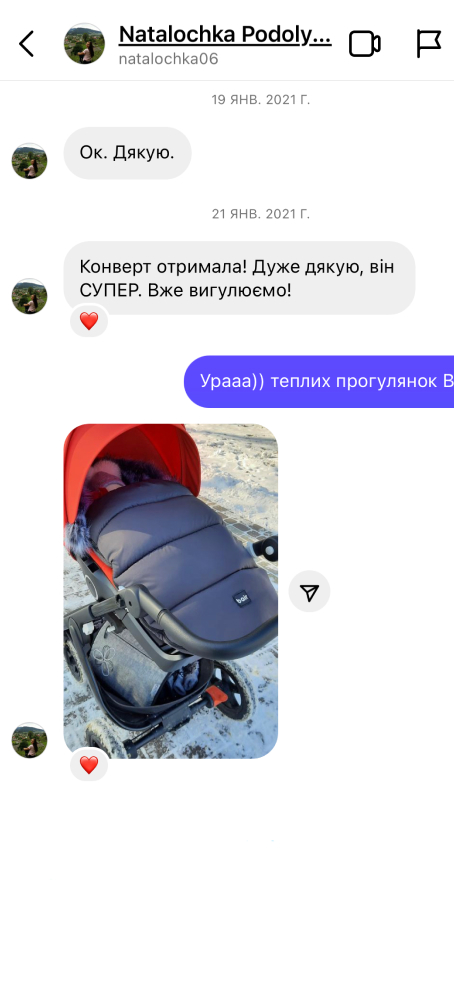 Natalochka Podoly...
natalochka06
19 ЯНВ. 2021 Г.
Ок. Дякую.
21 ЯНВ. 2021 Г.
Конверт отримала! Дуже дякую, він
СУПЕР. Вже вигулюємо!
Урааа)) теплих прогулянок В
bair